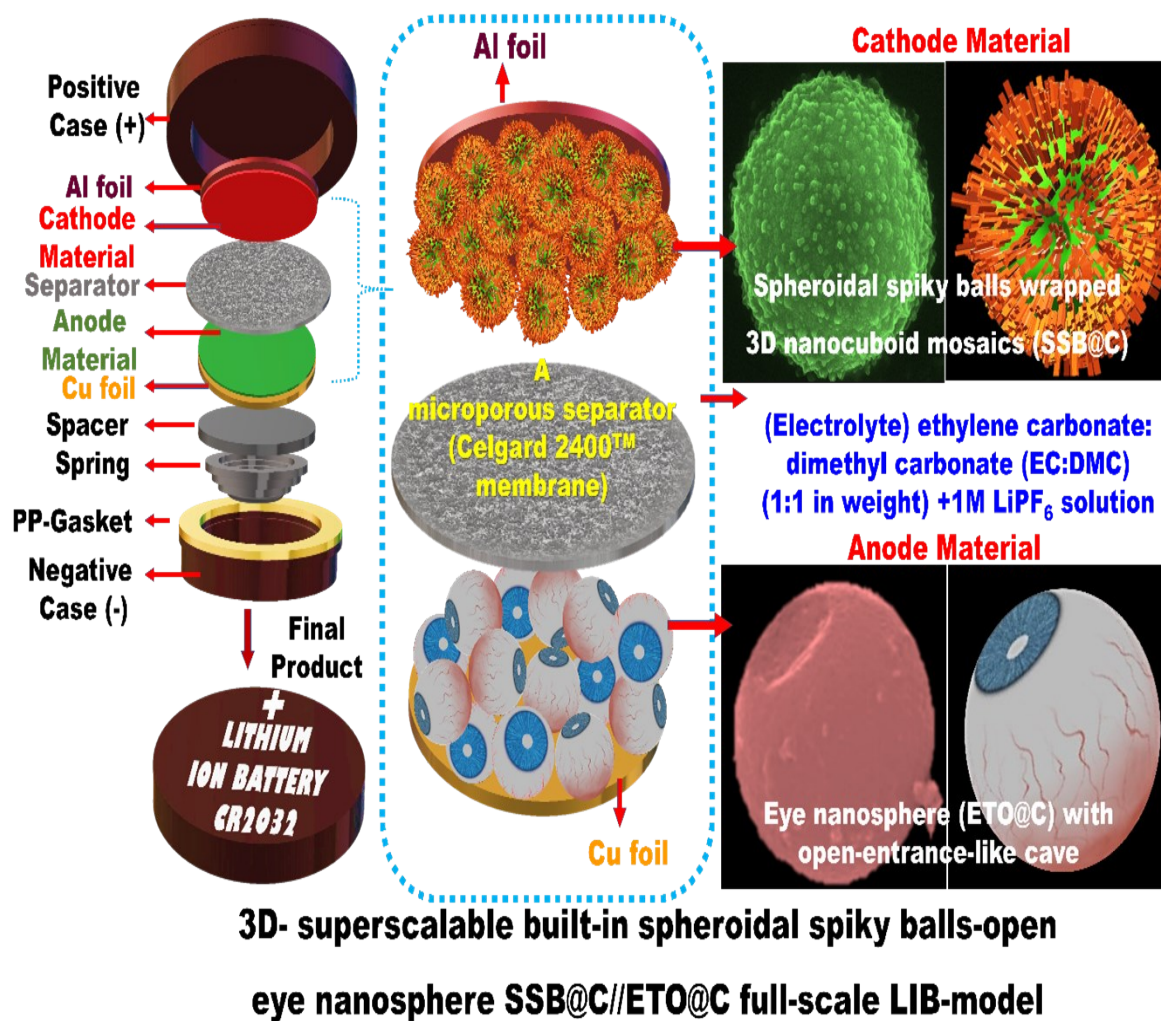 Positive
Case (+)
Al foil
Cathode
Material
Separator
Anode
Material
Cu foil
Spacer
Spring
PP-Gasket
Negative
Case (-)
Final
Product
+
LITHIUM
ION BATTERY
CR2032
Al foil
A
microporous separator
(Celgard 2400™
membrane)
Cu foil
Cathode Material
Spheroidal spiky balls wrapped
3D nanocuboid mosaics (SSB@C)
(Electrolyte) ethylene carbonate:
dimethyl carbonate (EC:DMC)
(1:1 in weight) +1M LiPF₆ solution
Anode Material
Eye nanosphere (ETO@C) with
open-entrance-like cave
3D- superscalable built-in spheroidal spiky balls-open
eye nanosphere SSB@C//ETO@C full-scale LIB-model